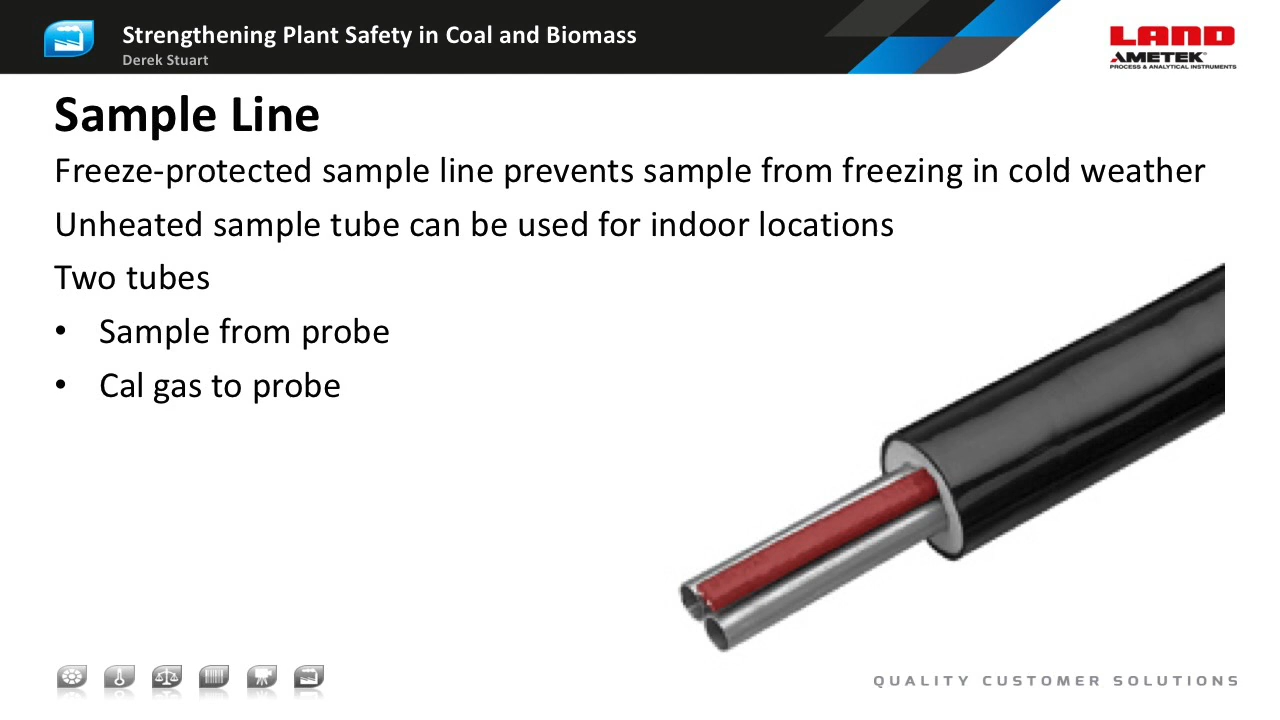 Strengthening Plant Safety in Coal and Biomass
Derek Stuart
LAND
AMETEK®
PROCESS & ANALYTICAL INSTRUMENTS
Sample Line
Freeze-protected sample line prevents sample from freezing in cold weather
Unheated sample tube can be used for indoor locations
Two tubes
• Sample from probe
• Cal gas to probe
QUALITY CUSTOMER SOLUTIONS